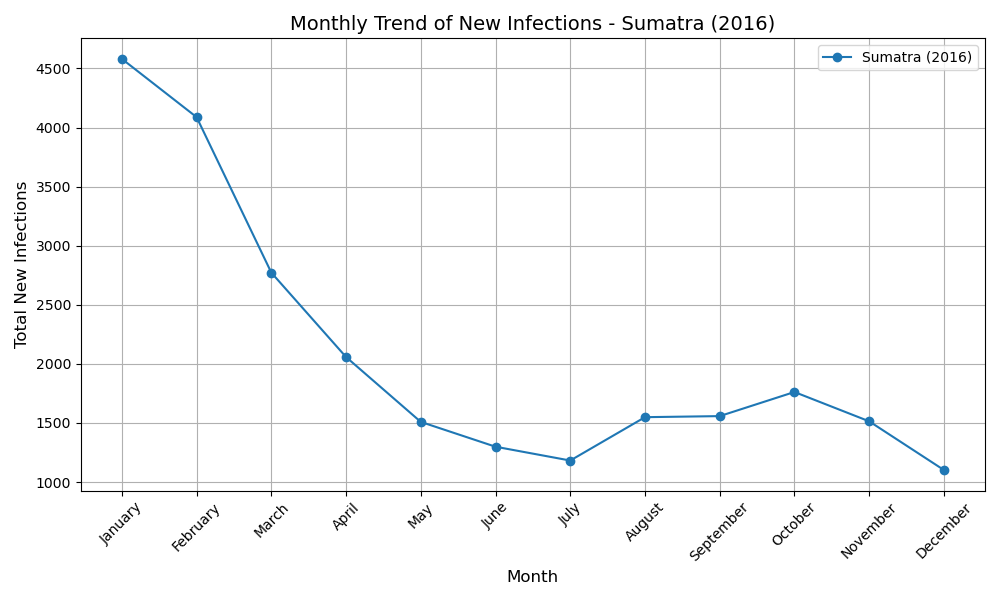 Monthly Trend of New Infections - Sumatra (2016)
Sumatra (2016)
Total New Infections
4500
4000
3500
3000
2500
2000
1500
1000
January
February
March
April
May
June
July
August
September
October
November
December
Month